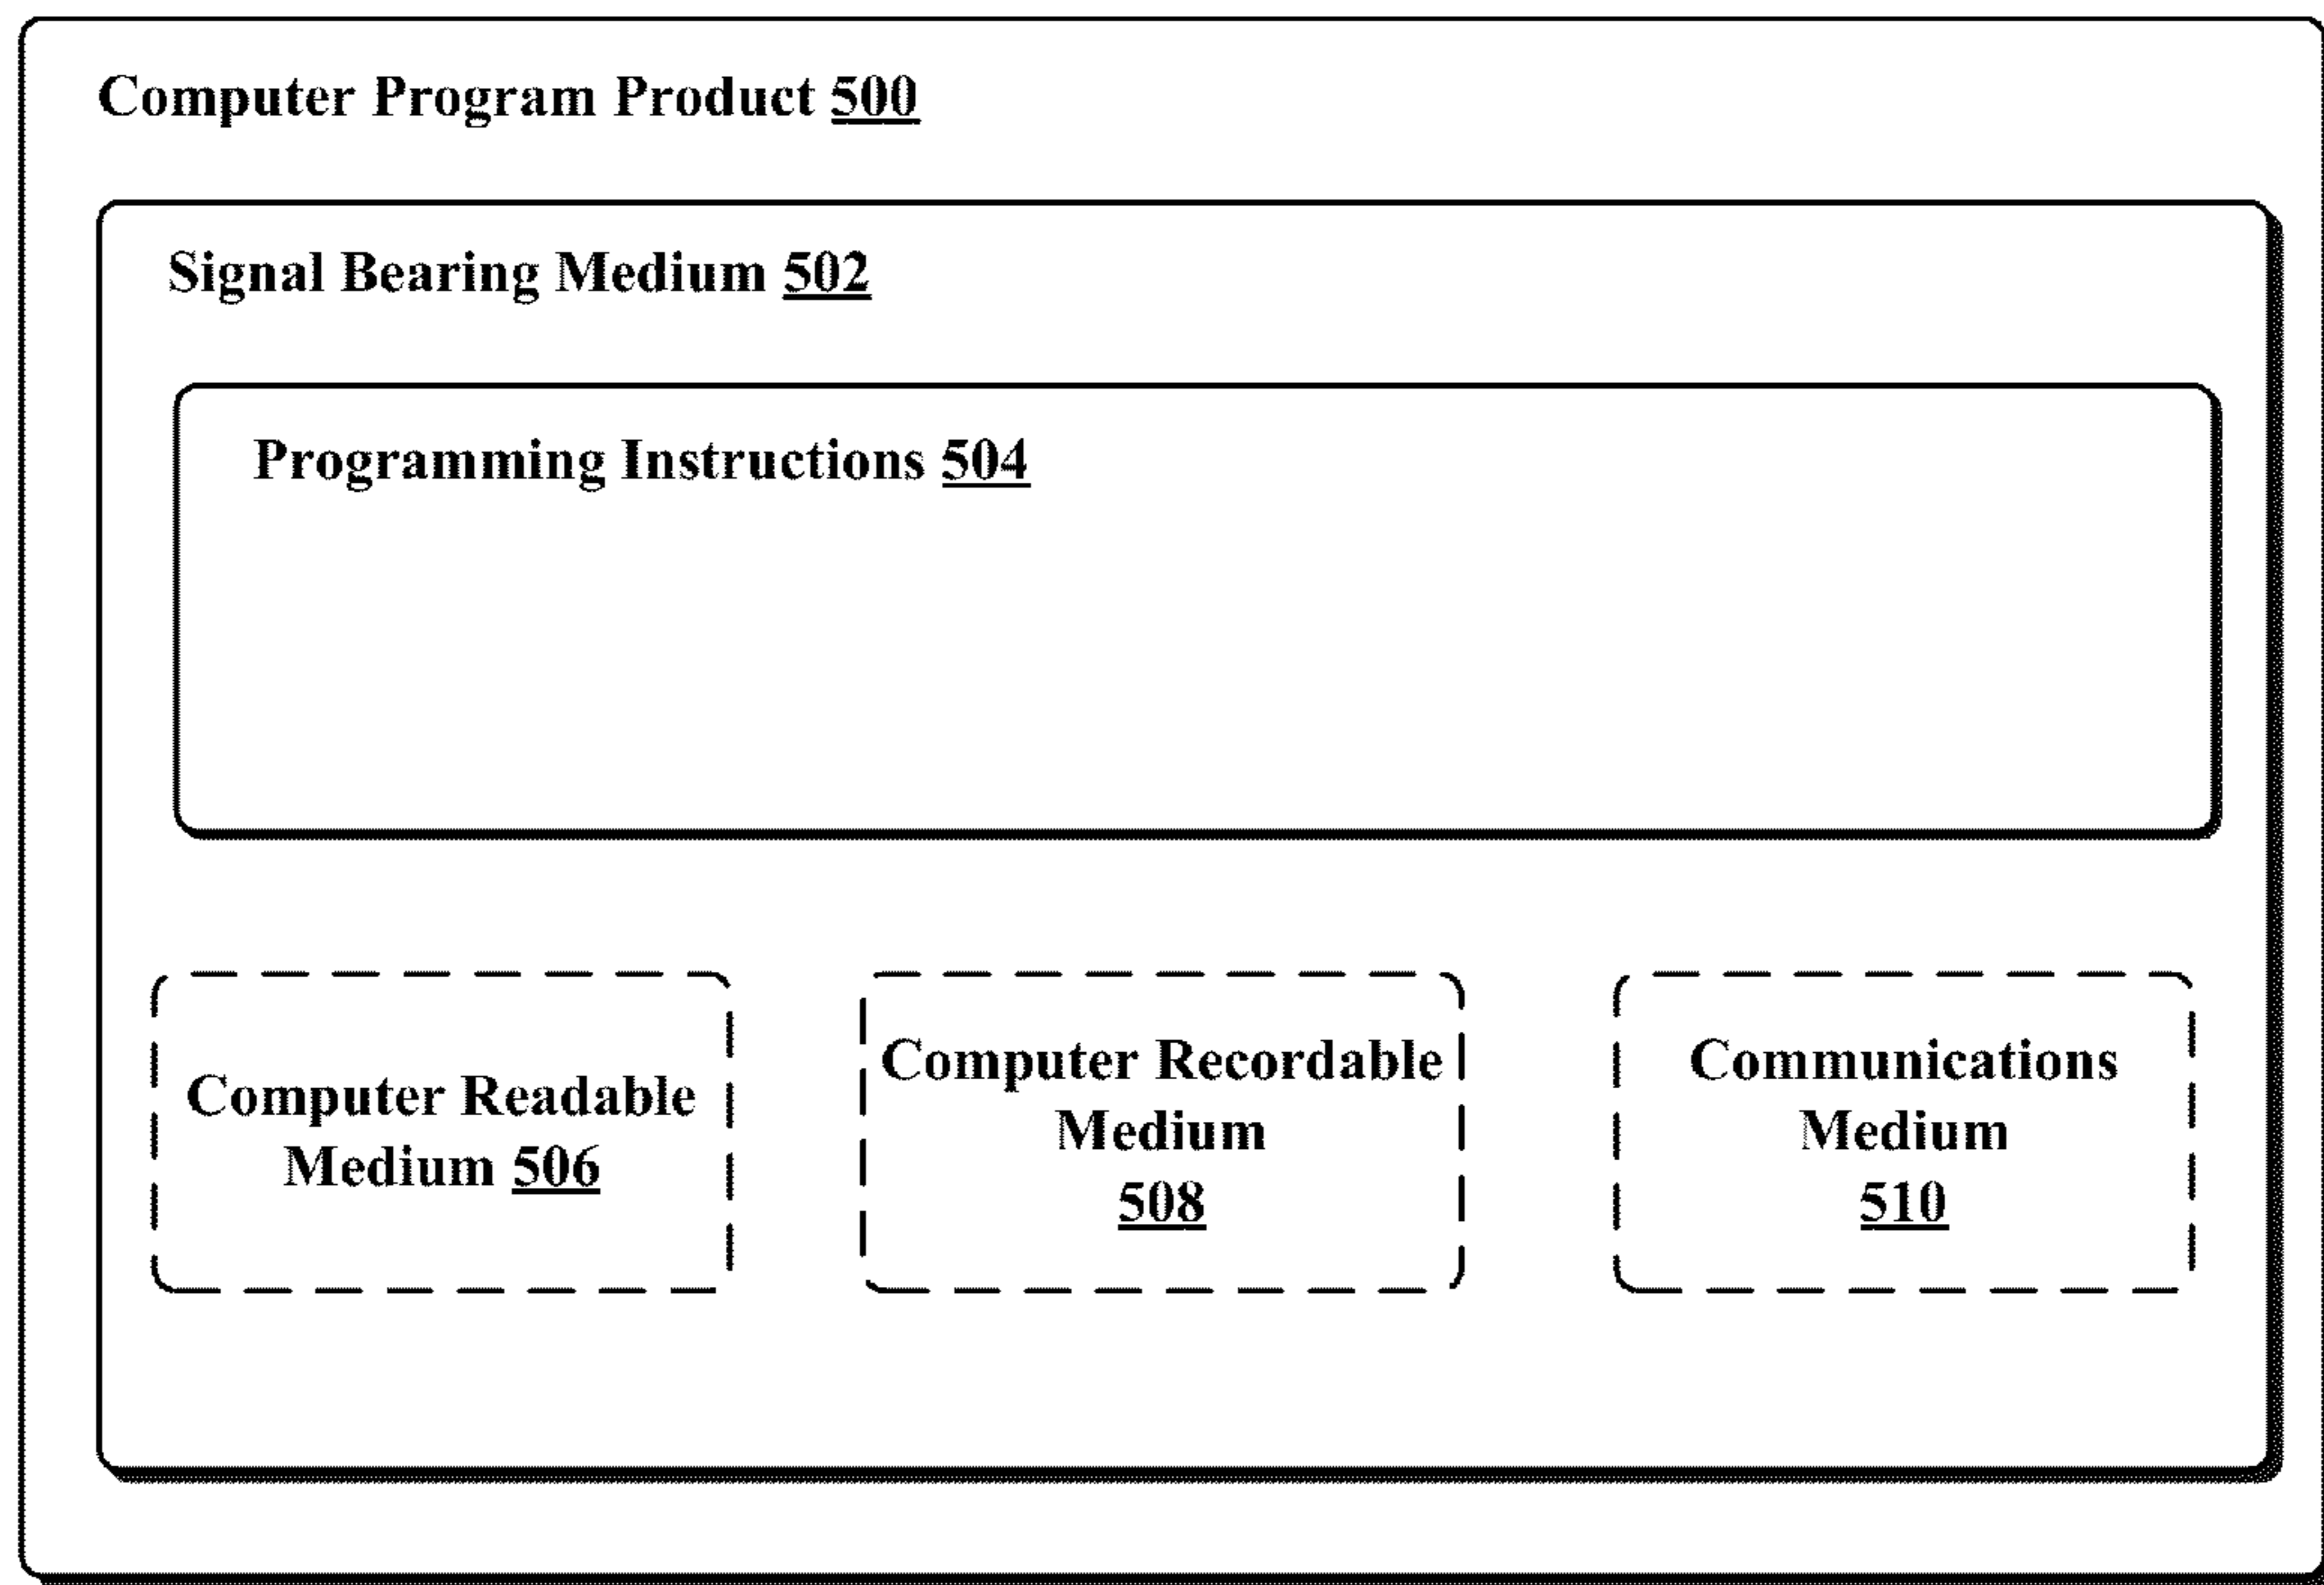 Computer Program Product 500
Signal Bearing Medium 502
Programming Instructions 504
Computer Readable
Medium 506
Computer Recordable
Medium
508
Communications
Medium
510